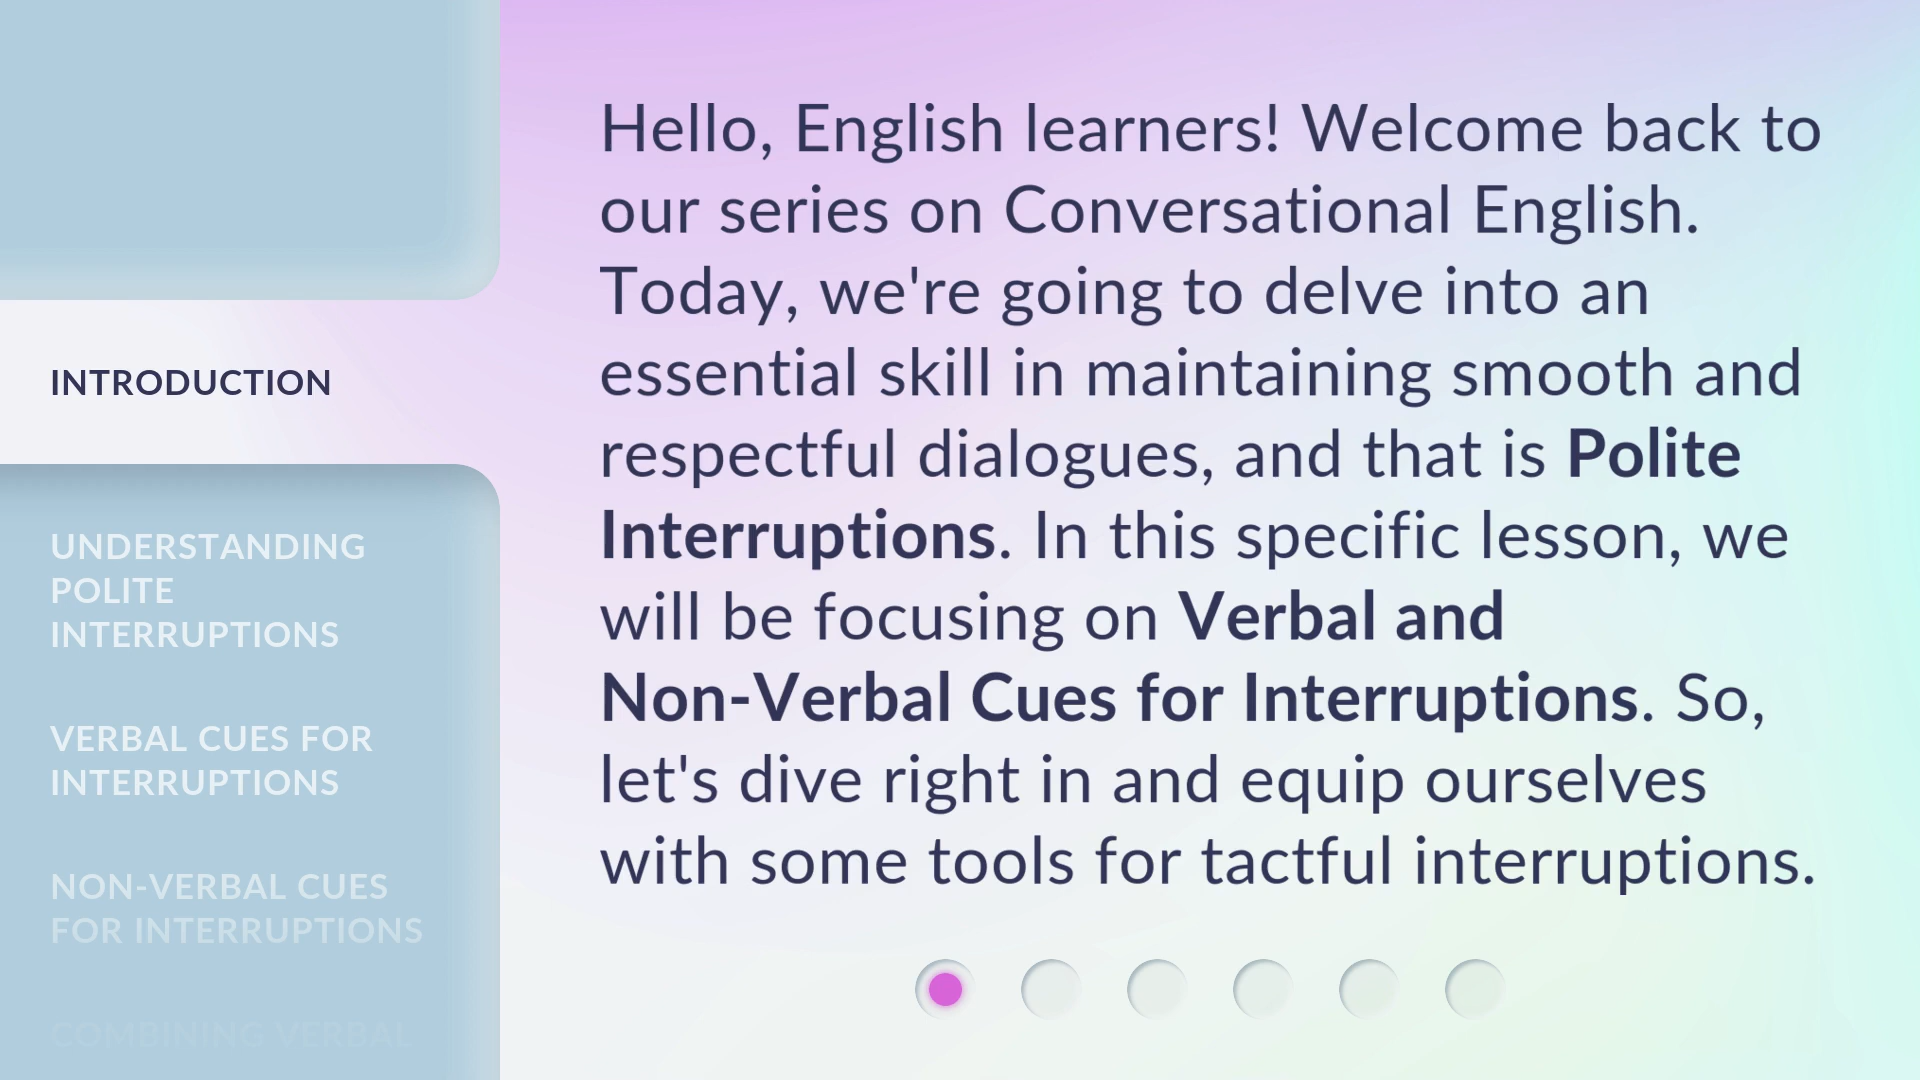 INTRODUCTION
UNDERSTANDING
POLITE
INTERRUPTIONS
VERBAL CUES FOR
INTERRUPTIONS
NON-VERBAL CUES
FOR INTERRUPTIONS
COMBINING VERBAL
Hello, English learners! Welcome back to
our series on Conversational English.
Today, we're going to delve into an
essential skill in maintaining smooth and
respectful dialogues, and that is Polite
Interruptions. In this specific lesson, we
will be focusing on Verbal and
Non-Verbal Cues for Interruptions. So,
let's dive right in and equip ourselves
with some tools for tactful interruptions.